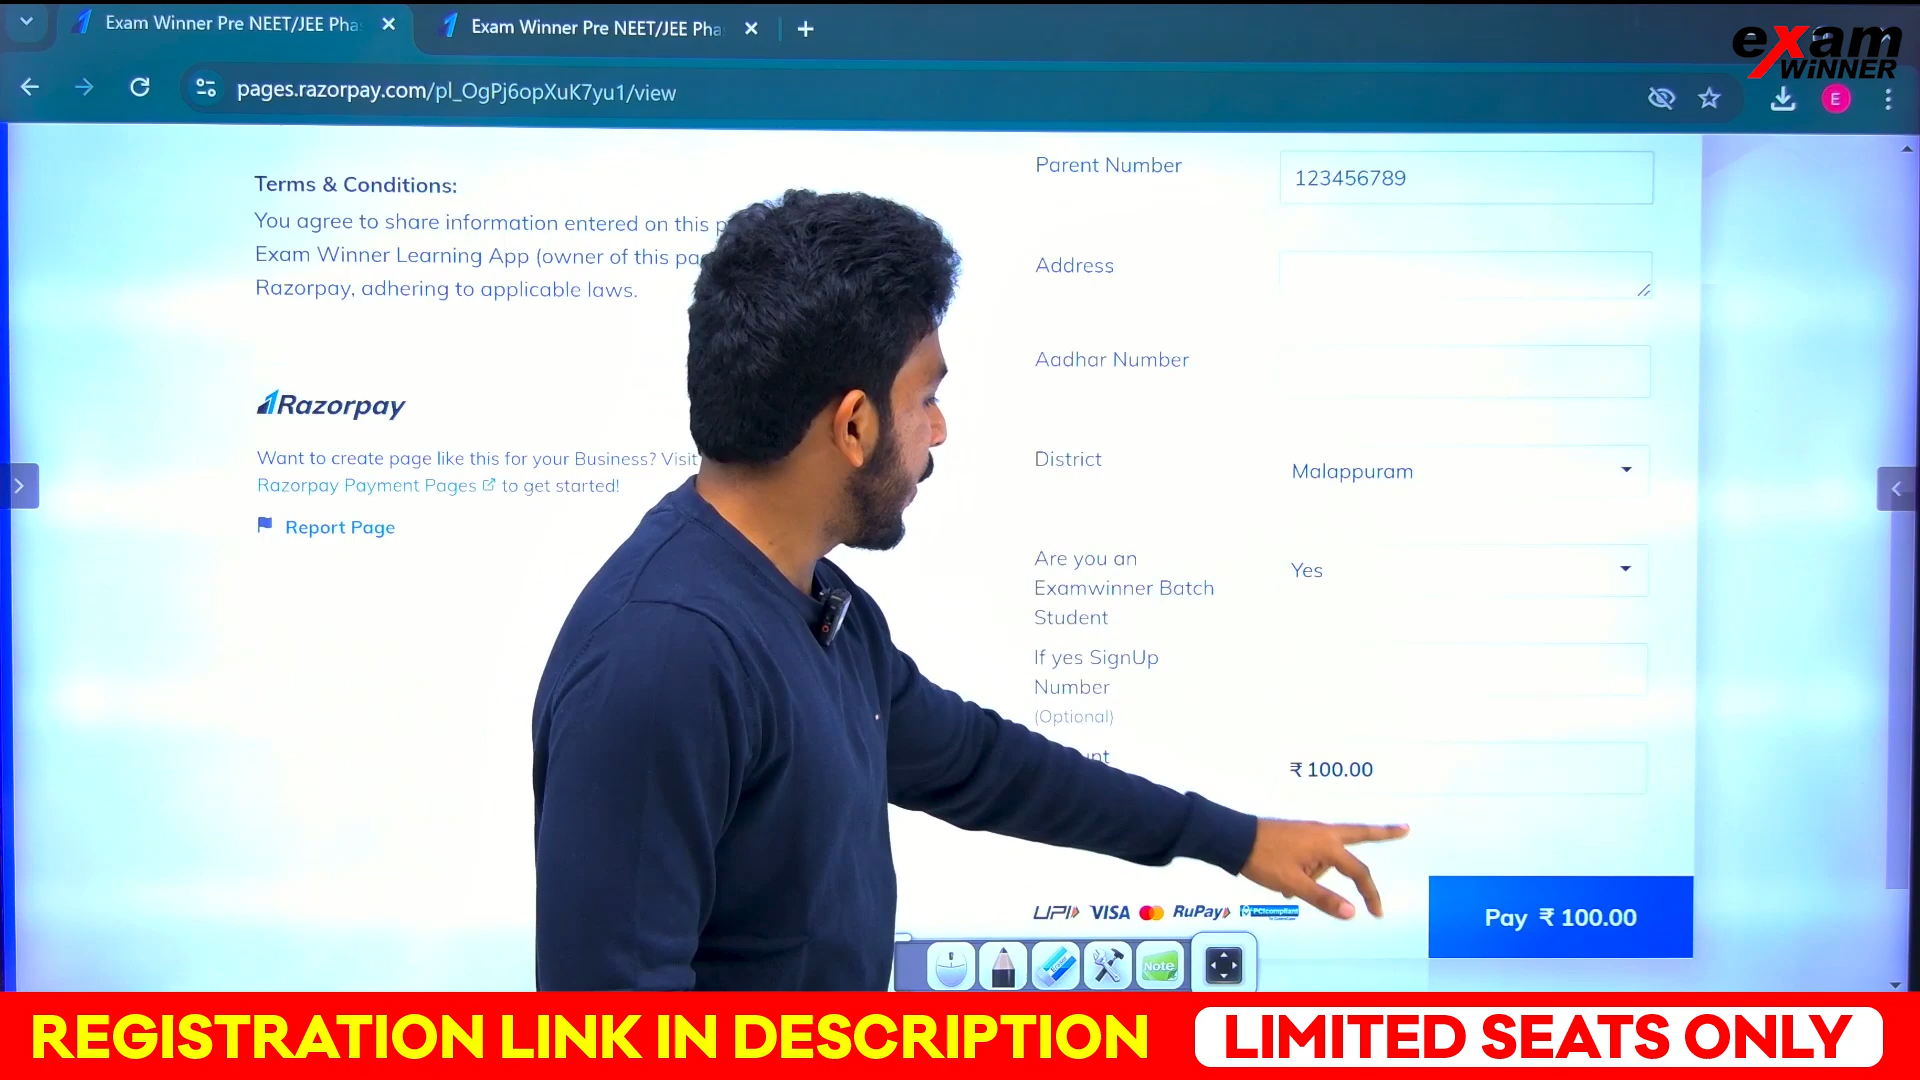 Exam Winner Pre NEET/JEE Pha
Exam Winner Pre NEET/JEE Pha
exam
WiNNER
pages.razorpay.com/pl_OgPj6opXuK7yu1/view
E
Terms & Conditions:
You agree to share information entered on this p
Exam Winner Learning App (owner of this pa
Razorpay, adhering to applicable laws.
Razorpay
Want to create page like this for your Business? Visit
Razorpay Payment Pages to get started!
Report Page
Parent Number
123456789
Address
Aadhar Number
District
Malappuram
Are you an
Examwinner Batch
Student
Yes
If yes SignUp
Number
(Optional)
₹ 100.00
UPI VISA RuPay PCI compliant
Pay ₹ 100.00
Note
REGISTRATION LINK IN DESCRIPTION
LIMITED SEATS ONLY